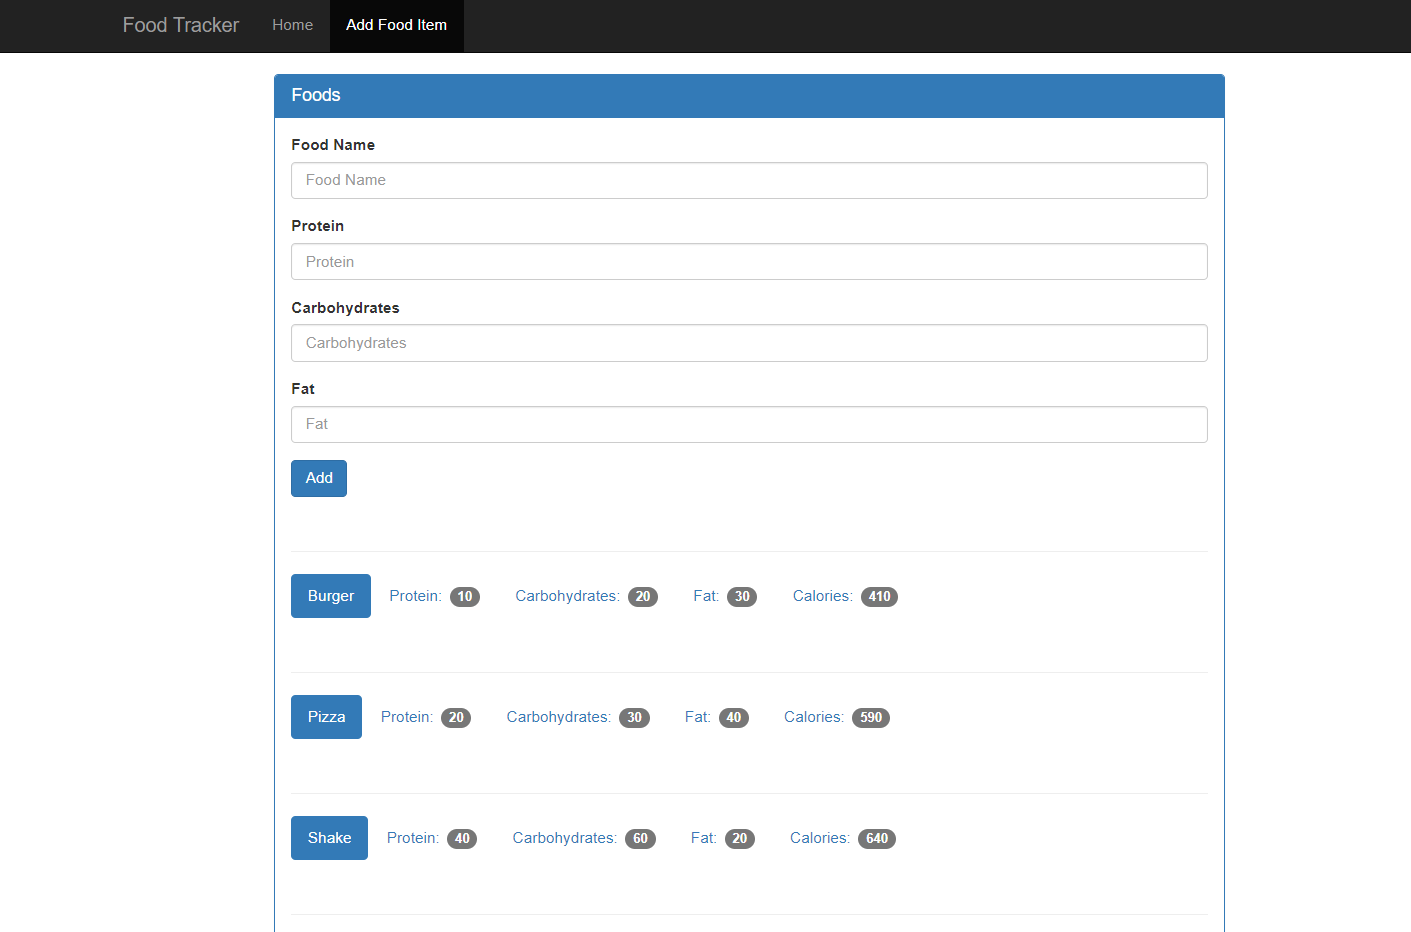 Food Tracker Home Add Food Item
Foods
Food Name
Food Name
Protein
Protein
Carbohydrates
Carbohydrates
Fat
Fat
Add
Burger Protein: 10 Carbohydrates: 20 Fat: 30 Calories: 410
Pizza Protein: 20 Carbohydrates: 30 Fat: 40 Calories: 590
Shake Protein: 40 Carbohydrates: 60 Fat: 20 Calories: 640